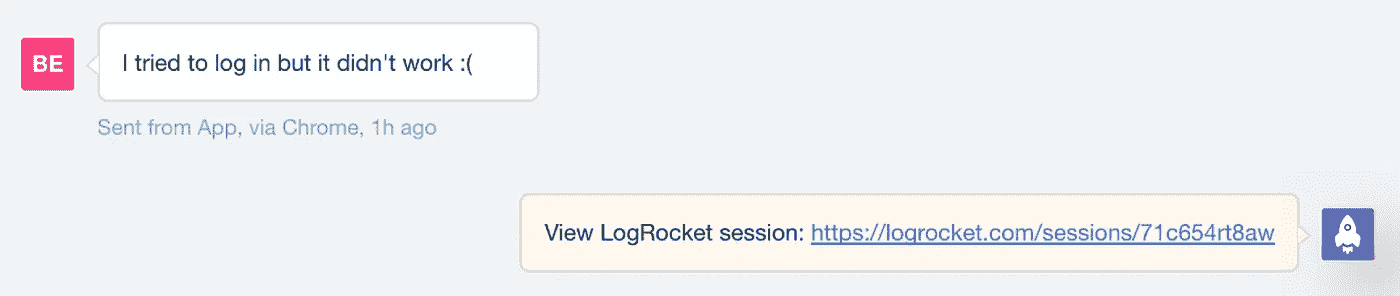 BE
I tried to log in but it didn't work :(
Sent from App, via Chrome, 1h ago
View LogRocket session: https://logrocket.com/sessions/71c654rt8aw